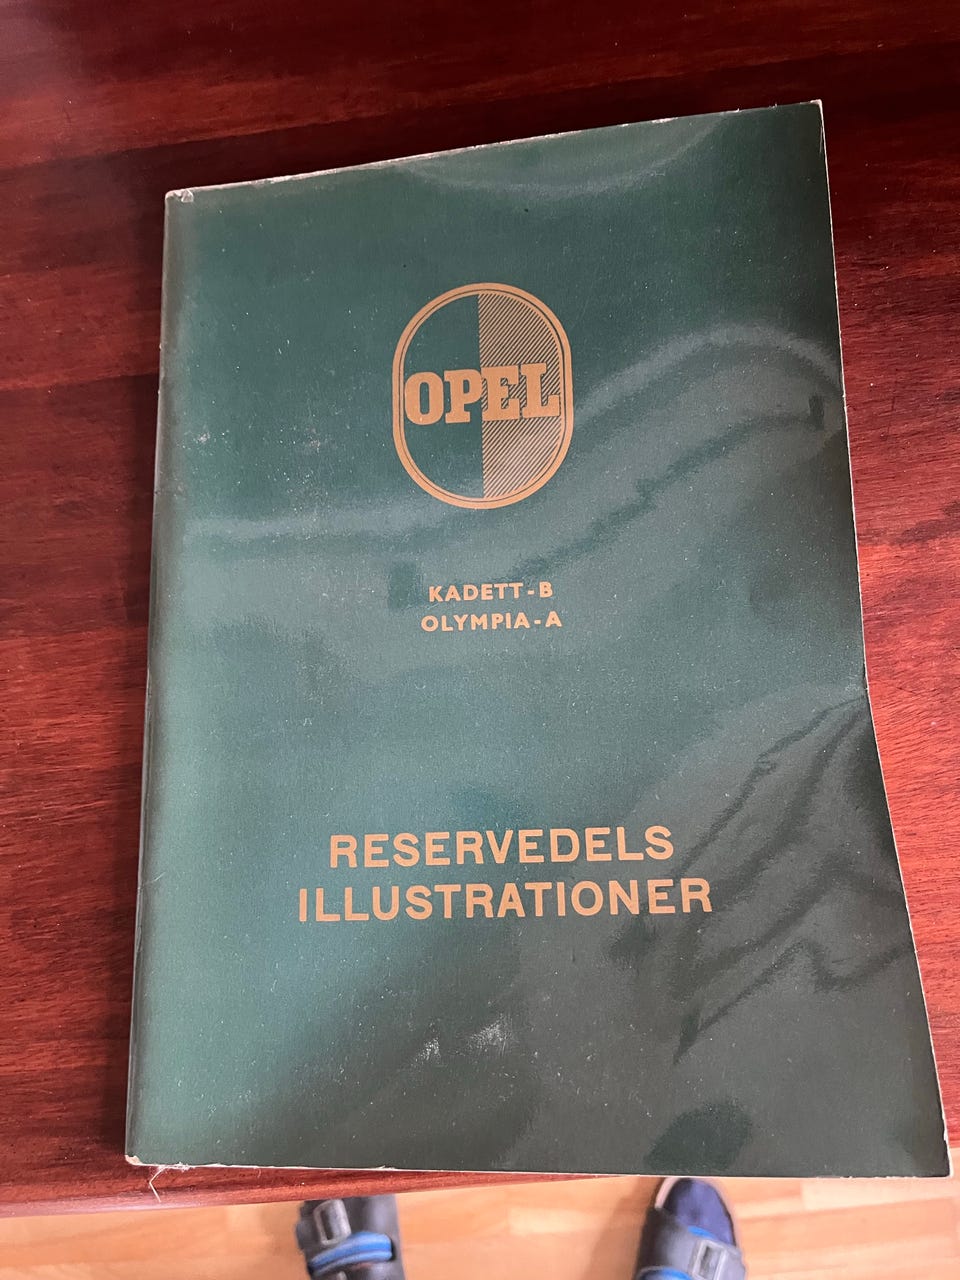 OPEL
KADETT-B
OLYMPIA-A
RESERVEDELS
ILLUSTRATIONER